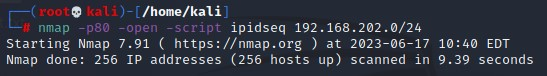 ┌──(root💀kali)-[/home/kali]
└─# nmap -p80 -open -script ipidseq 192.168.202.0/24
Starting Nmap 7.91 ( https://nmap.org ) at 2023-06-17 10:40 EDT
Nmap done: 256 IP addresses (256 hosts up) scanned in 9.39 seconds